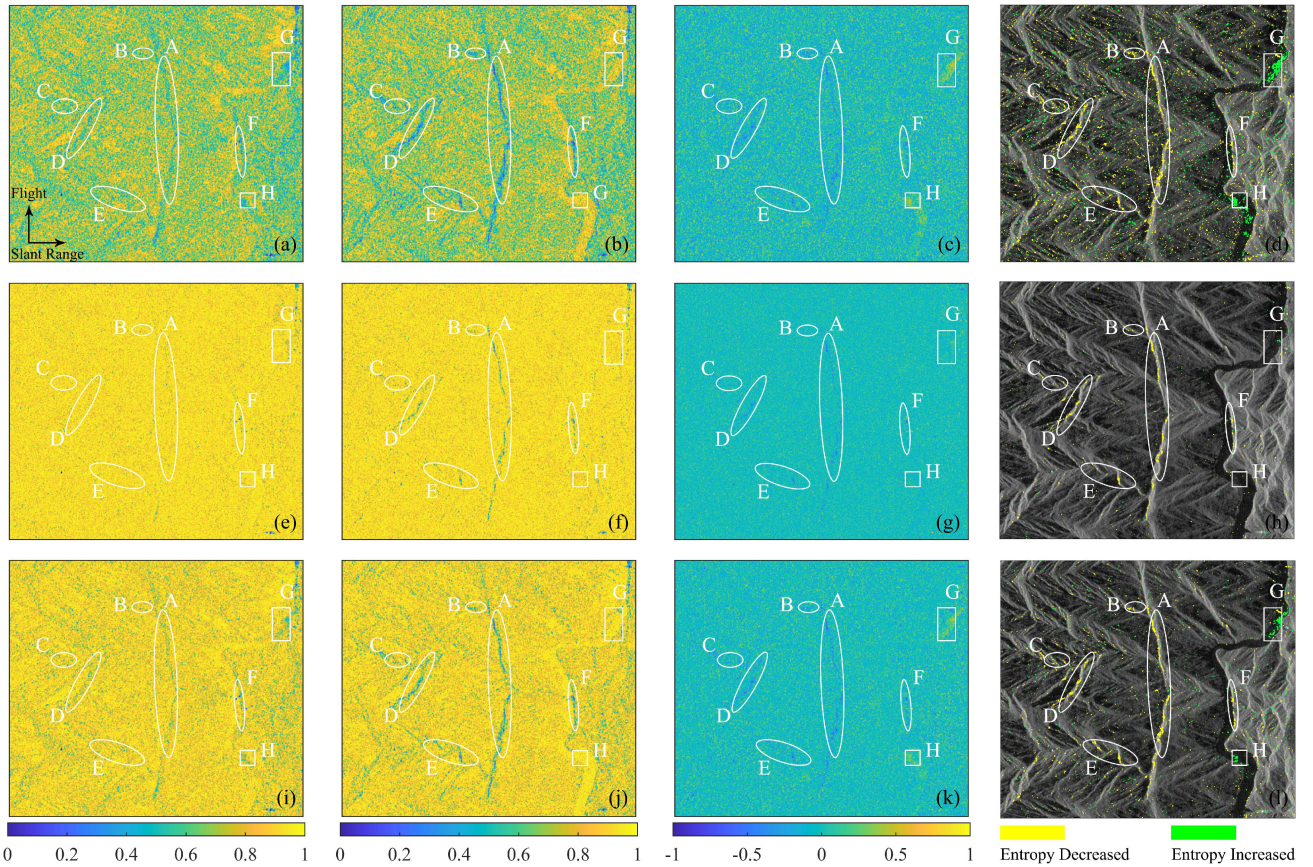 G
B
A
C
F
D
Flight
H
E
Slant Range
(a)
G
B
A
C
F
D
G
E
(b)
G
B
A
C
F
D
H
E
(c)
G
B
A
C
F
D
H
E
(d)
G
B
A
C
F
D
H
E
(e)
G
B
A
C
F
D
H
E
(f)
G
B
A
C
F
D
H
E
(g)
G
B
A
C
F
D
H
E
(h)
G
B
A
C
F
D
H
E
(i)
G
B
A
C
F
D
H
E
(j)
G
B
A
C
F
D
H
E
(k)
G
B
A
C
F
D
H
E
(l)
0 0.2 0.4 0.6 0.8 1
0 0.2 0.4 0.6 0.8 1
-1 -0.5 0 0.5 1
Entropy Decreased
Entropy Increased